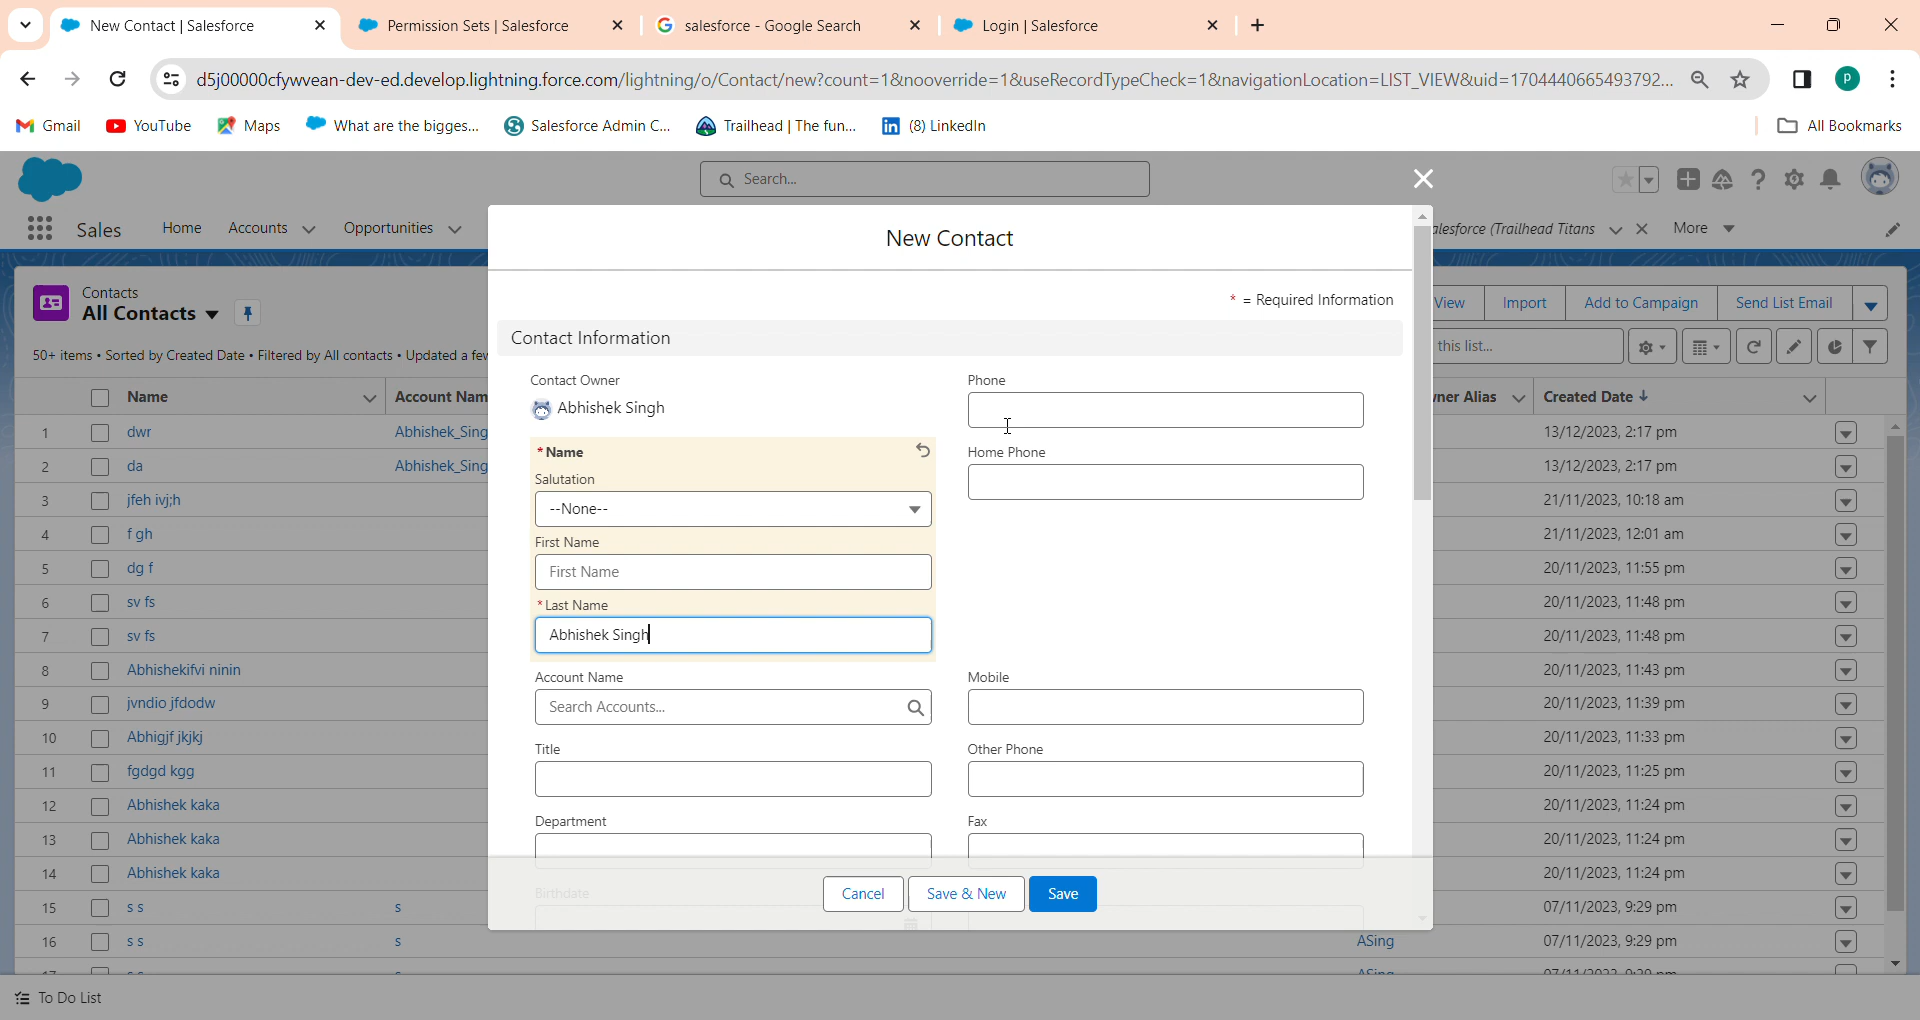 New Contact | Salesforce
Permission Sets | Salesforce
salesforce - Google Search
Login | Salesforce
d5j00000cfywvean-dev-ed.develop.lightning.force.com/lightning/o/Contact/new?count=1&nooverride=1&useRecordTypeCheck=1&navigationLocation=LIST_VIEW&uid=1704440665493792...
P
Gmail
YouTube
Maps
What are the bigges...
Salesforce Admin C...
Trailhead | The fun...
(8) LinkedIn
All Bookmarks
Search...
Sales
Home
Accounts
Opportunities
alesforce (Trailhead Titans
More
New Contact
* = Required Information
Contact Information
Contact Owner
Abhishek Singh
* Name
Salutation
--None--
First Name
First Name
* Last Name
Abhishek Singh
Account Name
Search Accounts...
Title
Department
Birthdate
Phone
Home Phone
Mobile
Other Phone
Fax
Cancel
Save & New
Save
Contacts
All Contacts
50+ items • Sorted by Created Date • Filtered by All contacts • Updated a few
View
Import
Add to Campaign
Send List Email
this list...
Name
Account Nam
ner Alias
Created Date
1 dwr Abhishek_Sing 13/12/2023, 2:17 pm
2 da Abhishek_Sing 13/12/2023, 2:17 pm
3 jfeh ivj;h 21/11/2023, 10:18 am
4 f gh 21/11/2023, 12:01 am
5 dg f 20/11/2023, 11:55 pm
6 sv fs 20/11/2023, 11:48 pm
7 sv fs 20/11/2023, 11:48 pm
8 Abhishekifvi ninin 20/11/2023, 11:43 pm
9 jvndio jfdodw 20/11/2023, 11:39 pm
10 Abhigjf jkjkj 20/11/2023, 11:33 pm
11 fgdgd kgg 20/11/2023, 11:25 pm
12 Abhishek kaka 20/11/2023, 11:24 pm
13 Abhishek kaka 20/11/2023, 11:24 pm
14 Abhishek kaka 20/11/2023, 11:24 pm
15 s s s 07/11/2023, 9:29 pm
16 s s s ASing 07/11/2023, 9:29 pm
To Do List